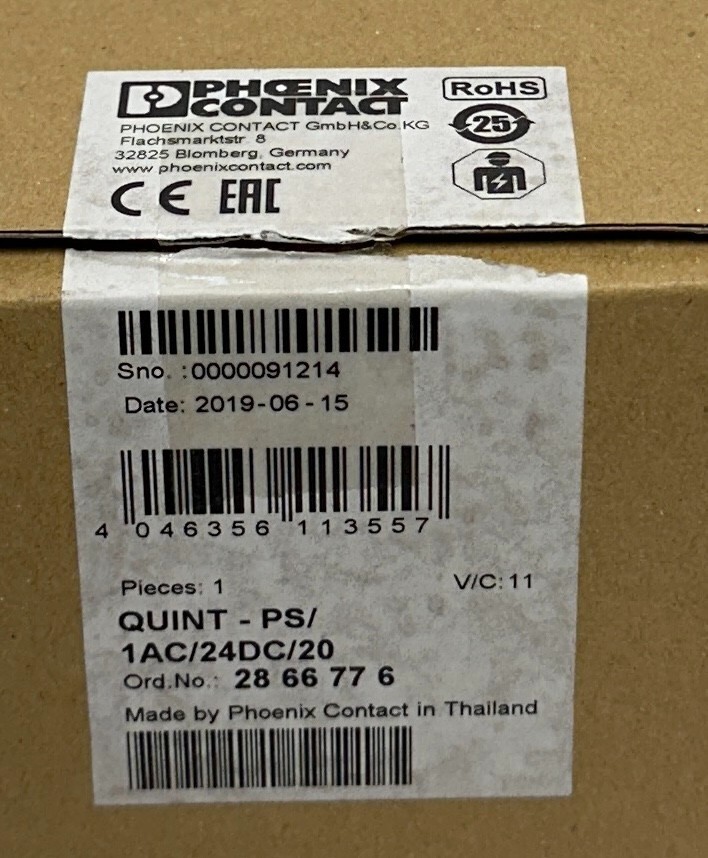 PHOENIX
CONTACT
RoHS
PHOENIX CONTACT GmbH&Co.KG
Flachsmarktstr. 8
32825 Blomberg, Germany
www.phoenixcontact.com
25
CE EAC
Sno. :0000091214
Date: 2019-06-15
4 046356 113557
Pieces: 1
V/C: 11
QUINT - PS/
1AC/24DC/20
Ord.No.: 28 66 77 6
Made by Phoenix Contact in Thailand